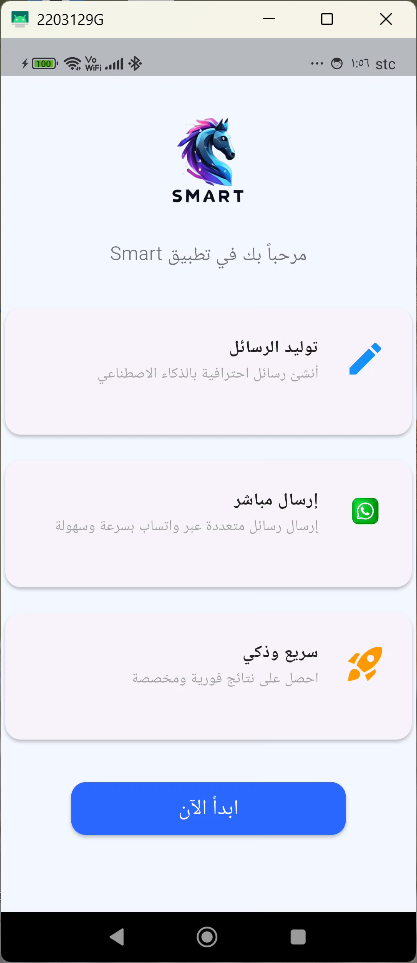 2203129G
100
Vo
WiFi
١:٥٦ stc
SMART
مرحباً بك في تطبيق Smart
توليد الرسائل
أنشئ رسائل احترافية بالذكاء الاصطناعي
إرسال مباشر
إرسال رسائل متعددة عبر واتساب بسرعة وسهولة
سريع وذكي
احصل على نتائج فورية ومخصصة
ابدأ الآن